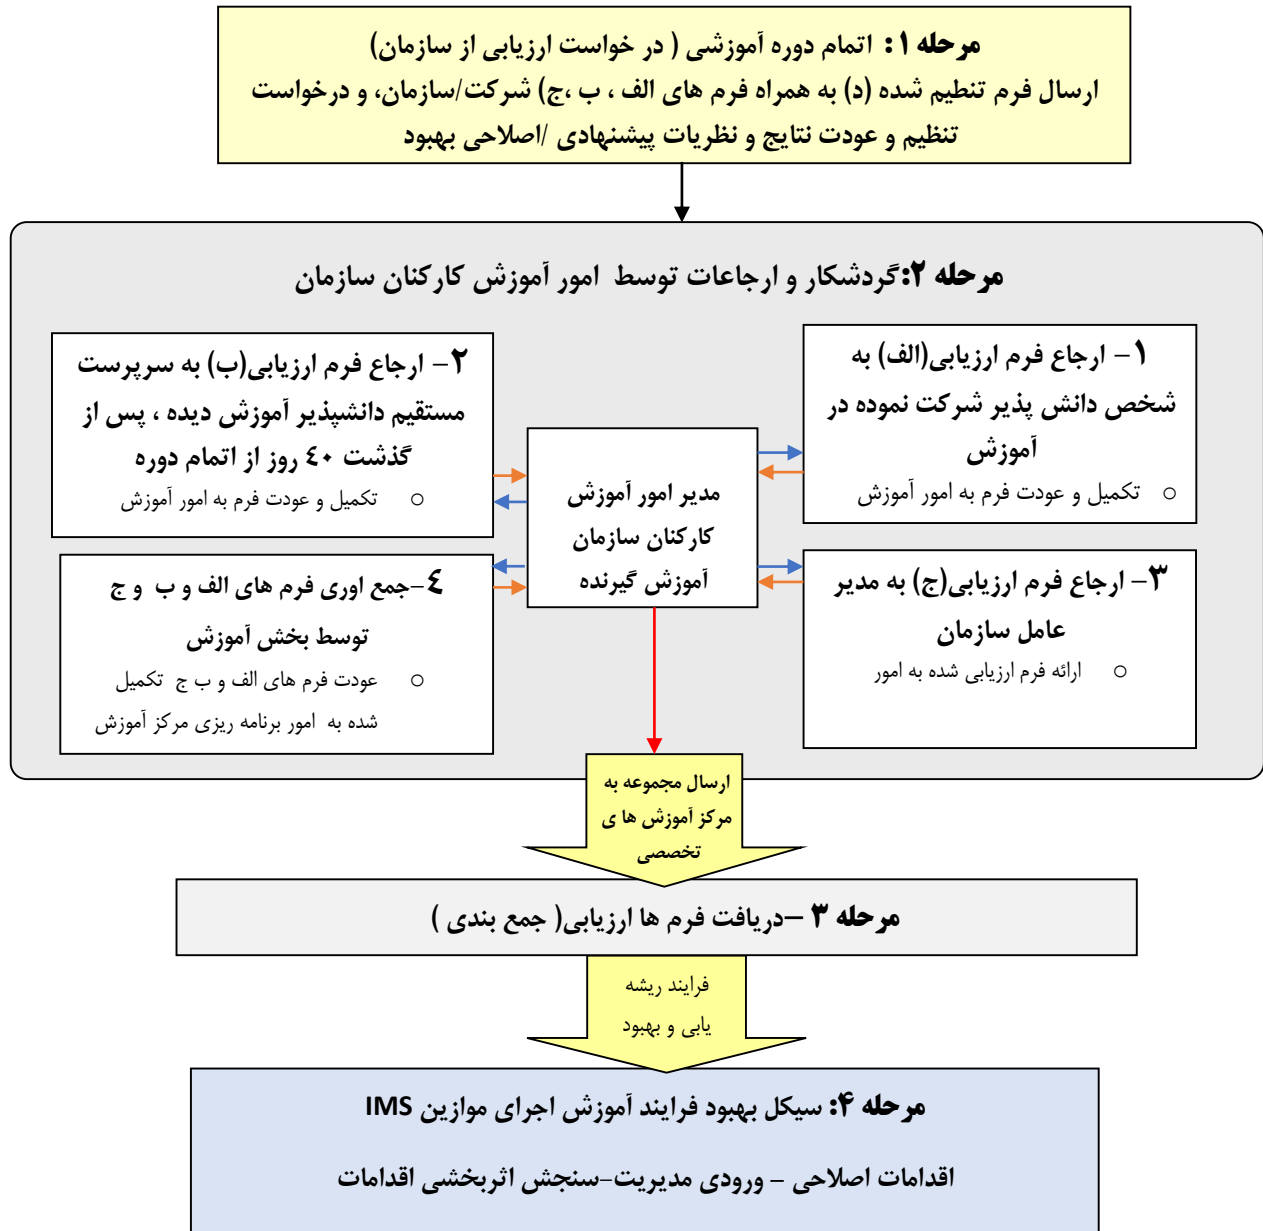 مرحله ۱: اتمام دوره آموزشی ( در خواست ارزیابی از سازمان)
ارسال فرم تنطیم شده (د) به همراه فرم های الف ، ب ،ج) شرکت/سازمان، و درخواست
تنظیم و عودت نتایج و نظریات پیشنهادی /اصلاحی بهبود
مرحله ۲:گردشکار و ارجاعات توسط امور آموزش کارکنان سازمان
۱- ارجاع فرم ارزیابی(الف) به
شخص دانش پذیر شرکت نموده در
آموزش
○ تکمیل و عودت فرم به امور آموزش
۲- ارجاع فرم ارزیابی(ب) به سرپرست
مستقیم دانشپذیر آموزش دیده ، پس از
گذشت ٤٠ روز از اتمام دوره
○ تکمیل و عودت فرم به امور آموزش
مدیر امور آموزش
کارکنان سازمان
آموزش گیرنده
۳- ارجاع فرم ارزیابی(ج) به مدیر
عامل سازمان
○ ارائه فرم ارزیابی شده به امور
٤-جمع اوری فرم های الف و ب و ج
توسط بخش آموزش
○ عودت فرم های الف و ب ج تکمیل
شده به امور برنامه ریزی مرکز آموزش
ارسال مجموعه به
مرکز آموزش ها ی
تخصصی
مرحله ۳ –دریافت فرم ها ارزیابی( جمع بندی )
فرایند ریشه
یابی و بهبود
مرحله ۴: سیکل بهبود فرایند آموزش اجرای موازین IMS
اقدامات اصلاحی – ورودی مدیریت-سنجش اثربخشی اقدامات